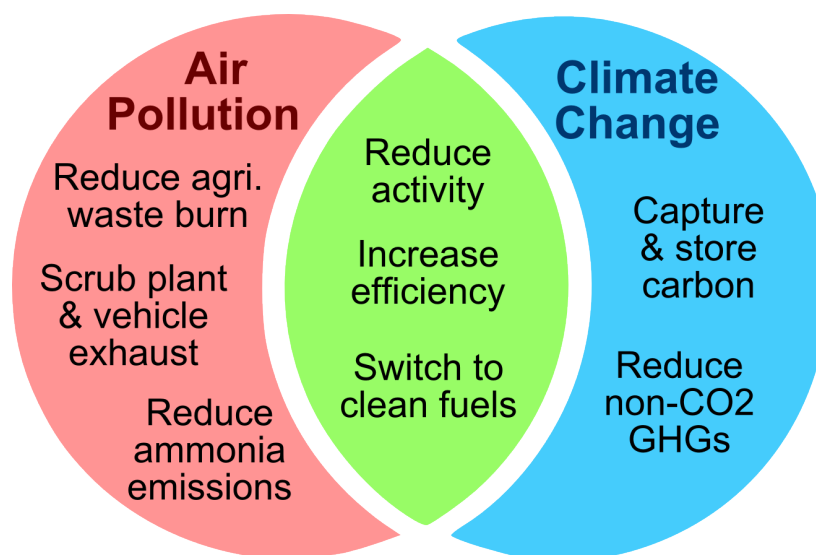 Air
Pollution
Reduce agri.
waste burn
Scrub plant
& vehicle
exhaust
Reduce
ammonia
emissions
Reduce
activity
Increase
efficiency
Switch to
clean fuels
Climate
Change
Capture
& store
carbon
Reduce
non-CO2
GHGs